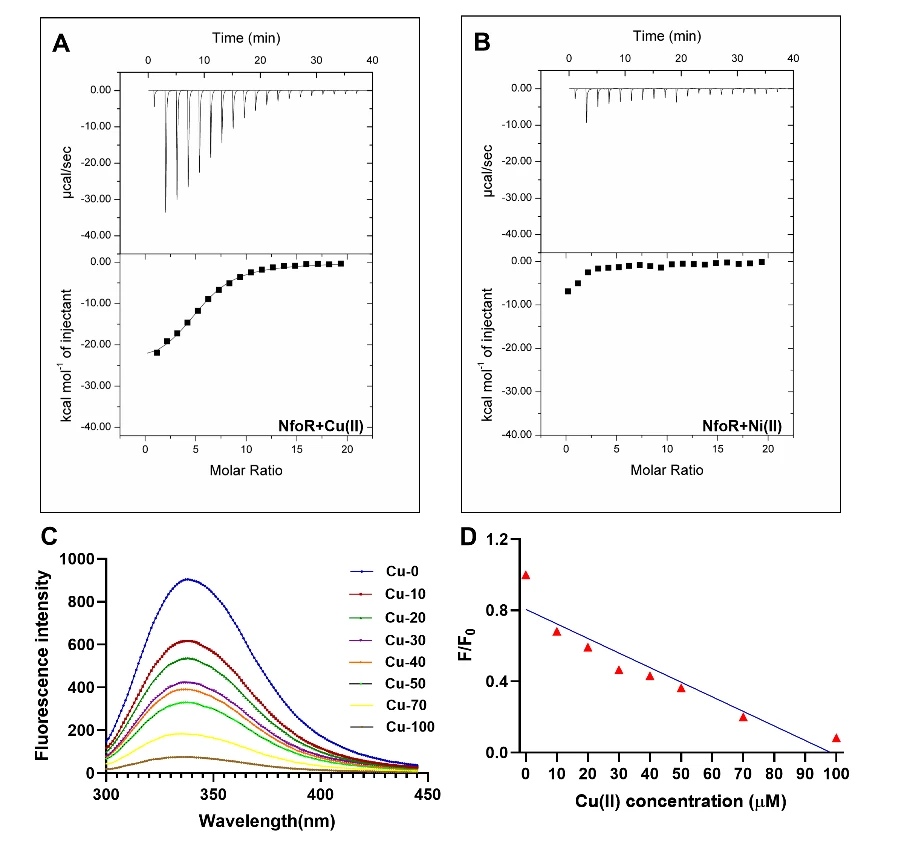 A
Time (min)
0 10 20 30 40
0.00
-10.00
-20.00
-30.00
-40.00
µcal/sec
0.00
-10.00
-20.00
-30.00
-40.00
kcal mol-1 of injectant
NfoR+Cu(II)
0 5 10 15 20
Molar Ratio
B
Time (min)
0 10 20 30 40
0.00
-10.00
-20.00
-30.00
-40.00
µcal/sec
0.00
-10.00
-20.00
-30.00
-40.00
kcal mol-1 of injectant
NfoR+Ni(II)
0 5 10 15 20
Molar Ratio
C
1000
800
600
400
200
0
Fluorescence intensity
300 350 400 450
Wavelength(nm)
Cu-0
Cu-10
Cu-20
Cu-30
Cu-40
Cu-50
Cu-70
Cu-100
D
1.2
0.8
0.4
0.0
F/F0
0 10 20 30 40 50 60 70 80 90 100
Cu(II) concentration (µM)